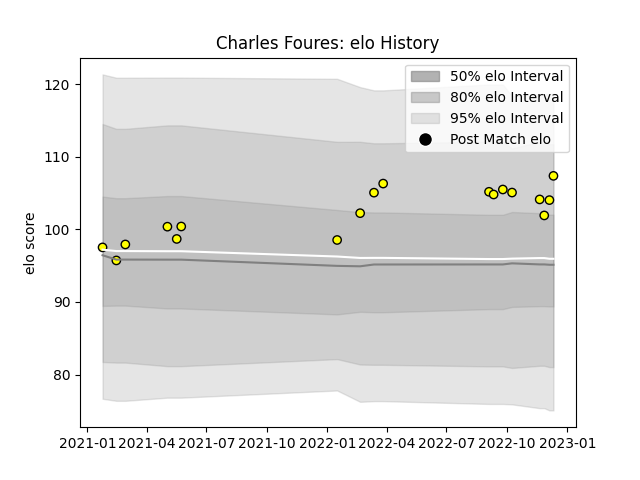 Charles Foures: elo History
50% elo Interval
80% elo Interval
95% elo Interval
Post Match elo
elo score
120
110
100
90
80
2021-01 2021-04 2021-07 2021-10 2022-01 2022-04 2022-07 2022-10 2023-01